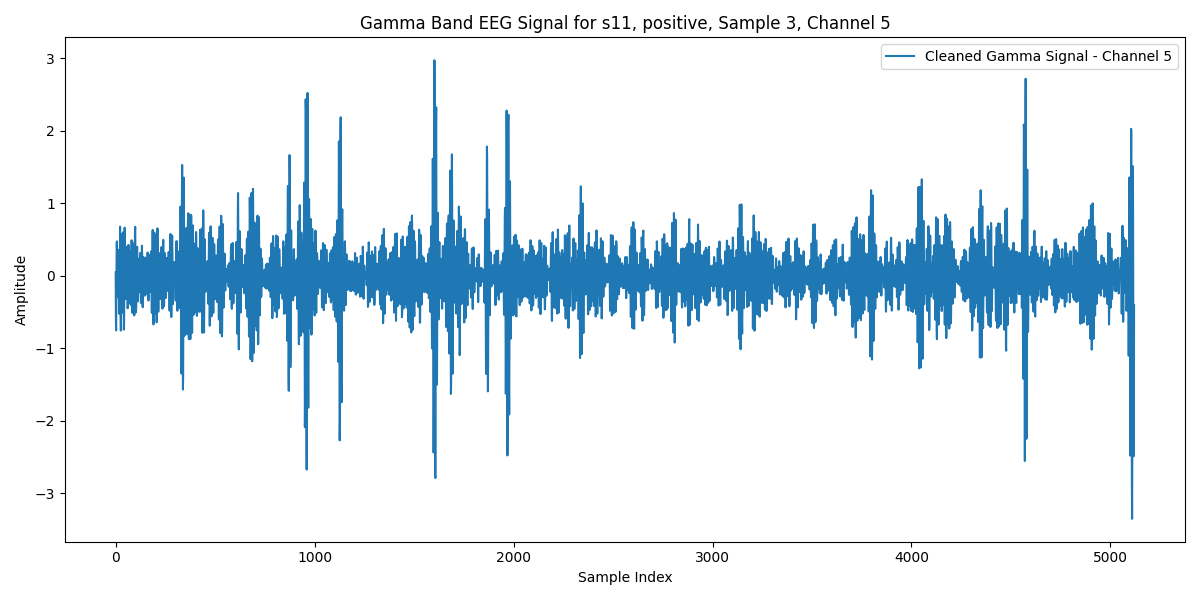 Gamma Band EEG Signal for s11, positive, Sample 3, Channel 5
Cleaned Gamma Signal - Channel 5
3
2
1
0
−1
−2
−3
Amplitude
0 1000 2000 3000 4000 5000
Sample Index